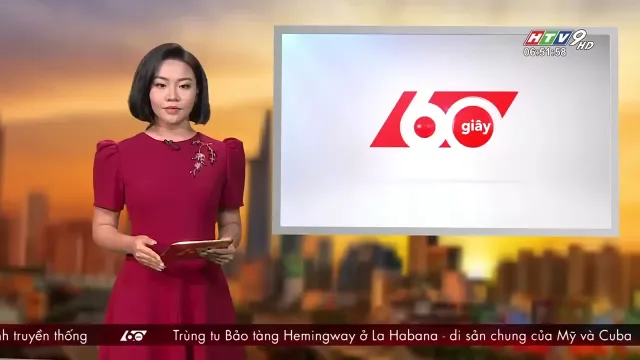 HTV9 HD
06:51:58
60 giây
nh truyền thống 60 Trùng tu Bảo tàng Hemingway ở La Habana - di sản chung của Mỹ và Cuba